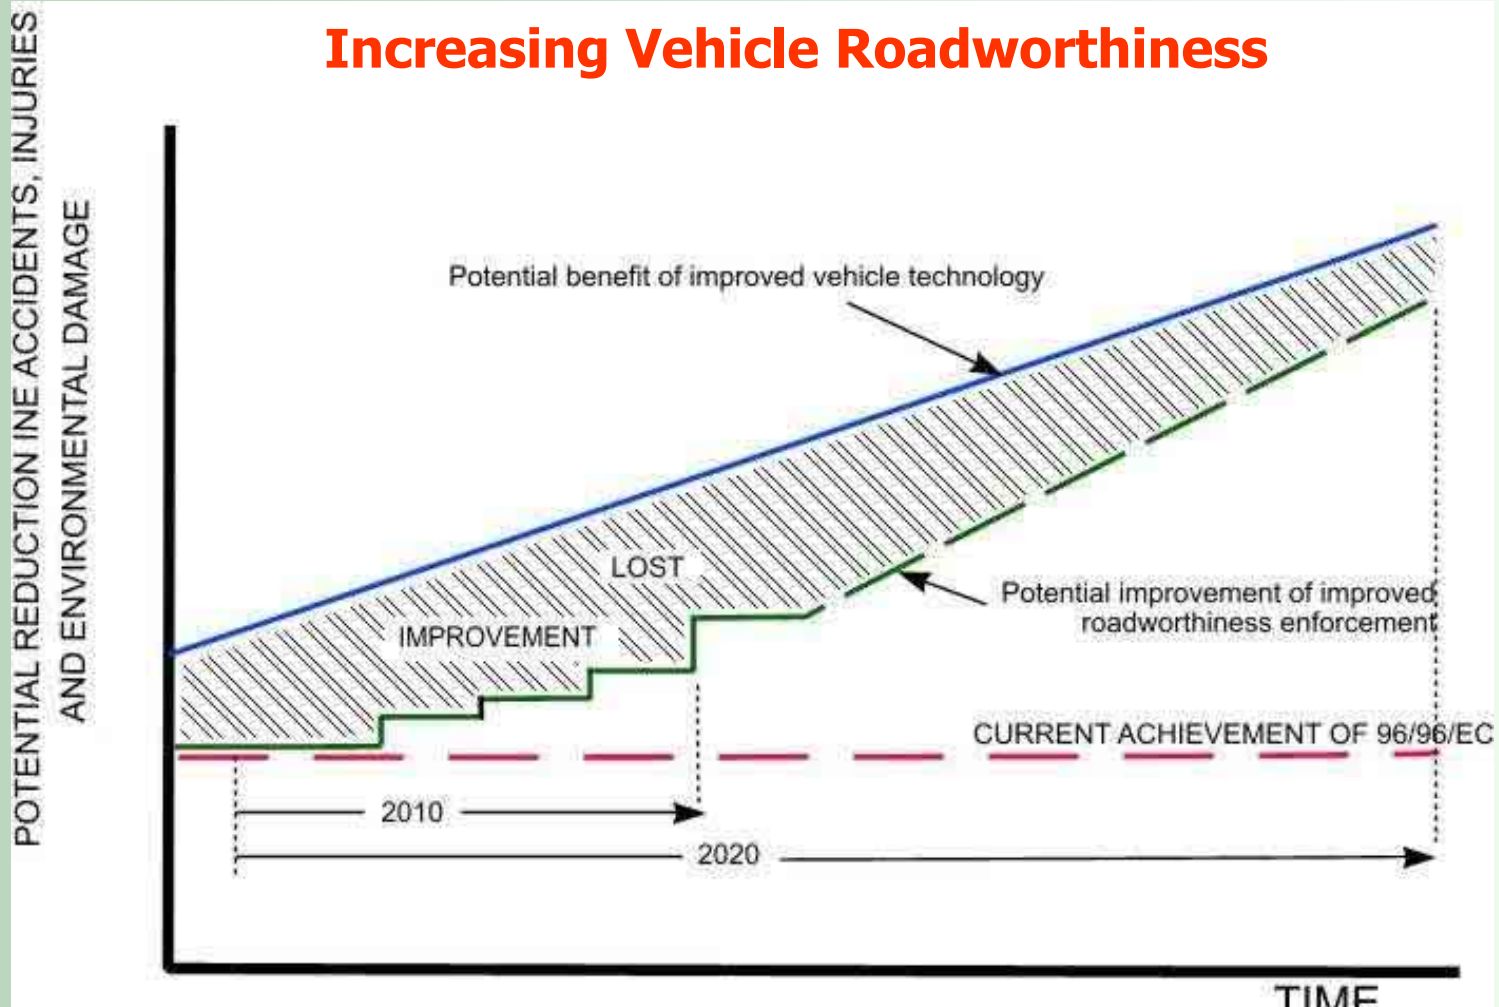 Increasing Vehicle Roadworthiness
POTENTIAL REDUCTION INE ACCIDENTS, INJURIES
AND ENVIRONMENTAL DAMAGE
Potential benefit of improved vehicle technology
LOST
IMPROVEMENT
Potential improvement of improved
roadworthiness enforcement
CURRENT ACHIEVEMENT OF 96/96/EC
2010
2020
TIME